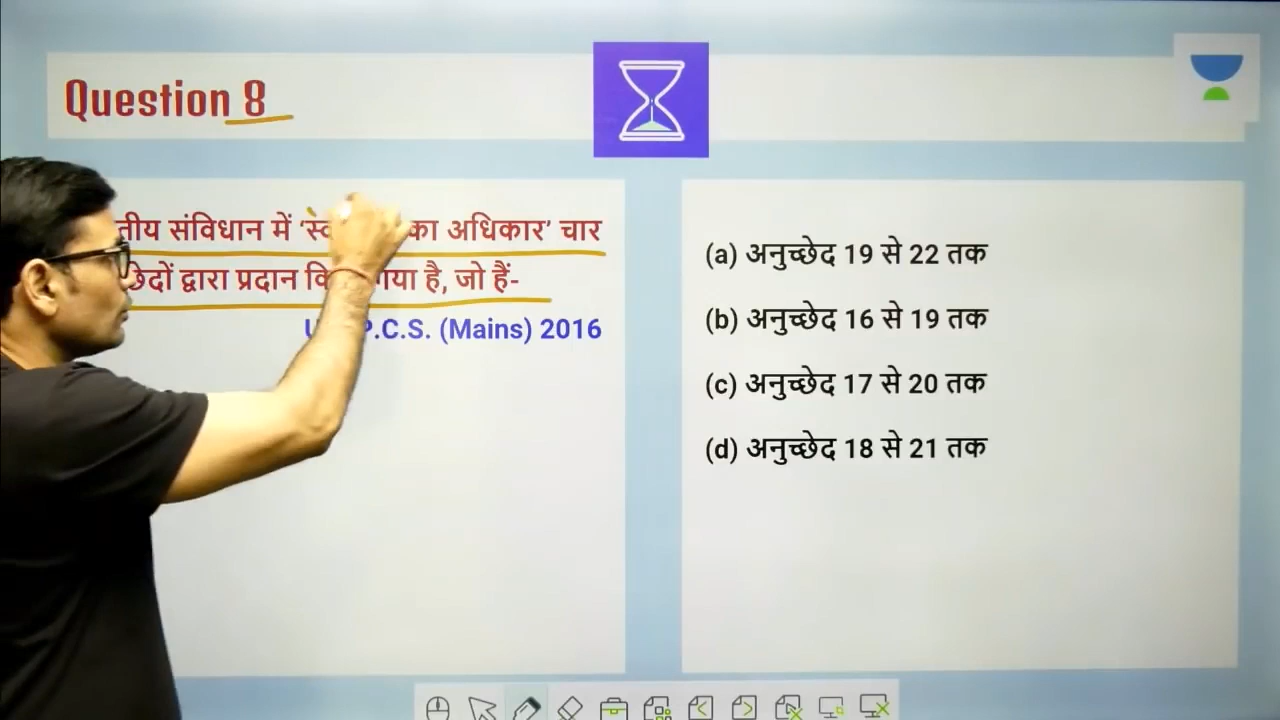 Question 8
संविधान में का अधिकार’ चार
द्वारा प्रदान गया है, जो हैं-
(Mains) 2016
(a) अनुच्छेद 19 से 22 तक
(b) अनुच्छेद 16 से 19 तक
(c) अनुच्छेद 17 से 20 तक
(d) अनुच्छेद 18 से 21 तक